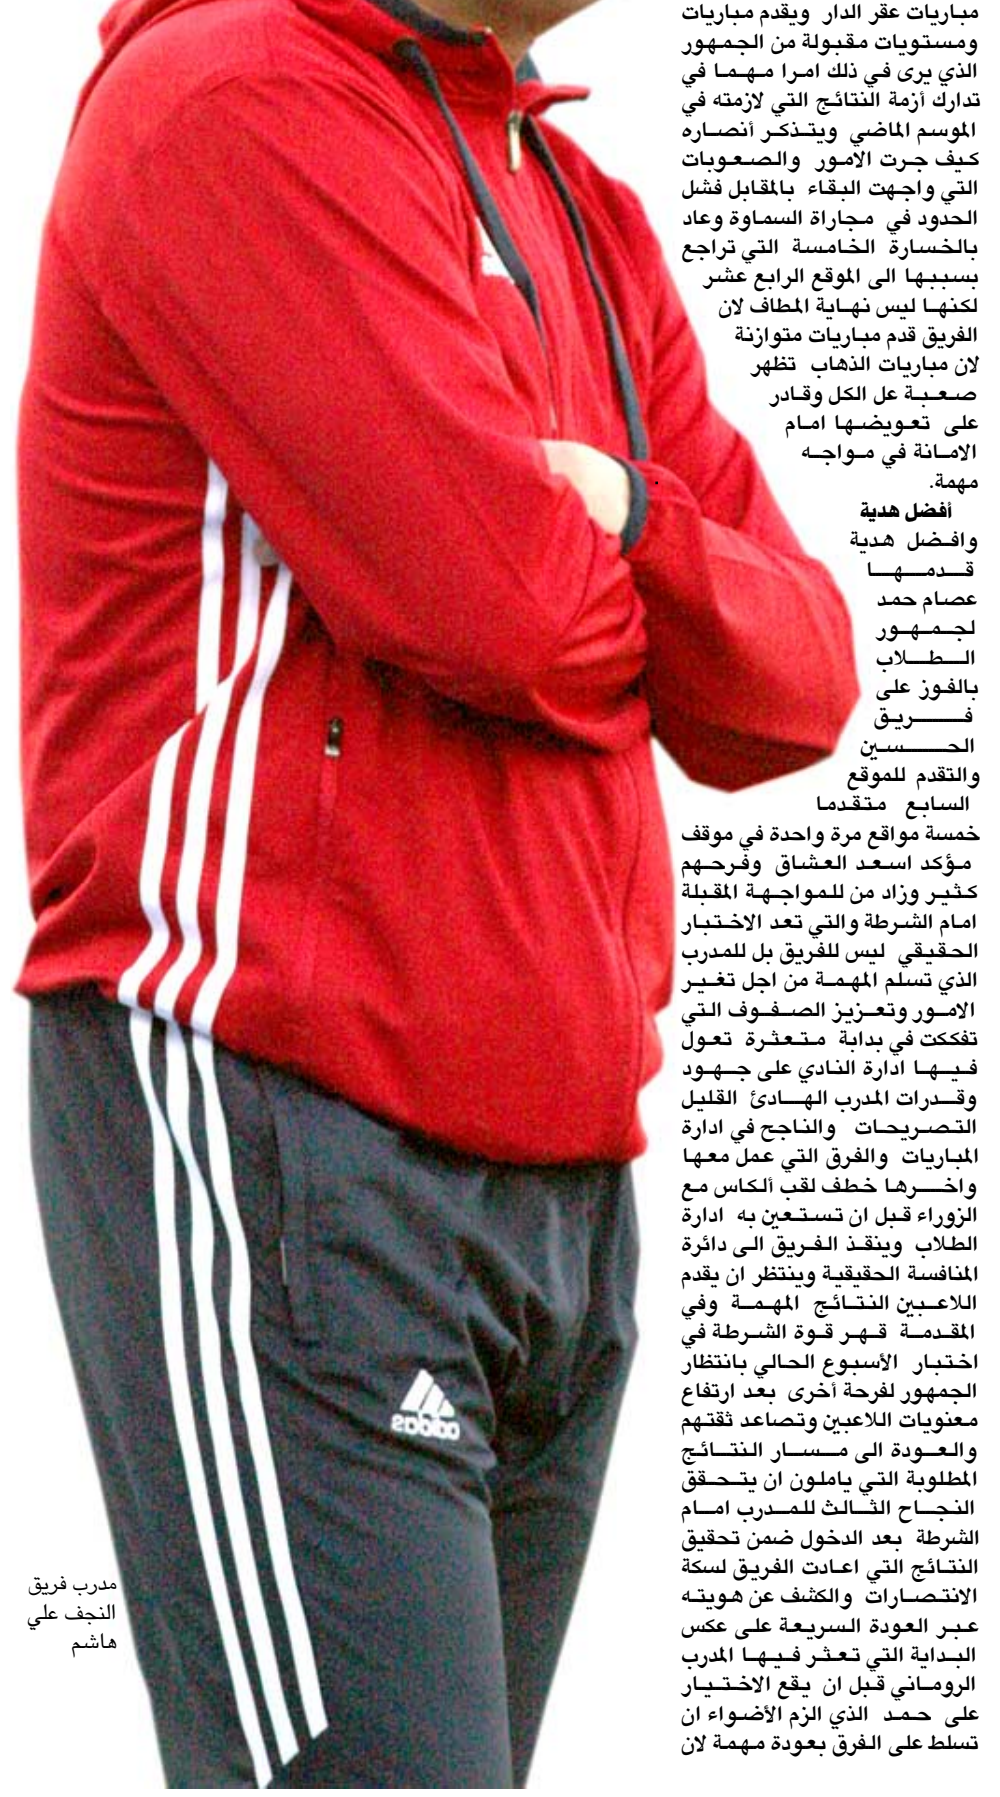 مباريات عقر الدار ويقدم مباريات
ومستويات مقبولة من الجمهور
الذي يرى في ذلك امرا مهما في
تدارك أزمة النتائج التي لازمته في
الموسم الماضي ويتذكر أنصاره
كيف جرت الامور والصعوبات
التي واجهت البقاء بالمقابل فشل
الحدود في مجاراة السماوة وعاد
بالخسارة الخامسة التي تراجع
بسببها الى الموقع الرابع عشر
لكنها ليس نهاية المطاف لان
الفريق قدم مباريات متوازنة
لان مباريات الذهاب تظهر
صعبة عل الكل وقادر
على تعويضها امام
الامانة في مواجه
مهمة.
أفضل هدية
وافضل هدية
قدمها
عصام حمد
لجمهور
الطلاب
بالفوز على
فريق
الحسين
والتقدم للموقع
السابع متقدما
خمسة مواقع مرة واحدة في موقف
مؤكد اسعد العشاق وفرحهم
كثير وزاد من للمواجهة المقبلة
امام الشرطة والتي تعد الاختبار
الحقيقي ليس للفريق بل للمدرب
الذي تسلم المهمة من اجل تغير
الامور وتعزيز الصفوف التي
تفككت في بدابة متعثرة تعول
فيها ادارة النادي على جهود
وقدرات المدرب الهادئ القليل
التصريحات والناجح في ادارة
المباريات والفرق التي عمل معها
واخرها خطف لقب ألكاس مع
الزوراء قبل ان تستعين به ادارة
الطلاب وينقذ الفريق الى دائرة
المنافسة الحقيقية وينتظر ان يقدم
اللاعبين النتائج المهمة وفي
المقدمة قهر قوة الشرطة في
اختبار الأسبوع الحالي بانتظار
الجمهور لفرحة أخرى بعد ارتفاع
معنويات اللاعبين وتصاعد ثقتهم
والعودة الى مسار النتائج
المطلوبة التي ياملون ان يتحقق
النجاح الثالث للمدرب امام
الشرطة بعد الدخول ضمن تحقيق
النتائج التي اعادت الفريق لسكة
الانتصارات والكشف عن هويته
عبر العودة السريعة على عكس
البداية التي تعثر فيها المدرب
الروماني قبل ان يقع الاختيار
على حمد الذي الزم الأضواء ان
تسلط على الفرق بعودة مهمة لان
adidas
مدرب فريق
النجف علي
هاشم